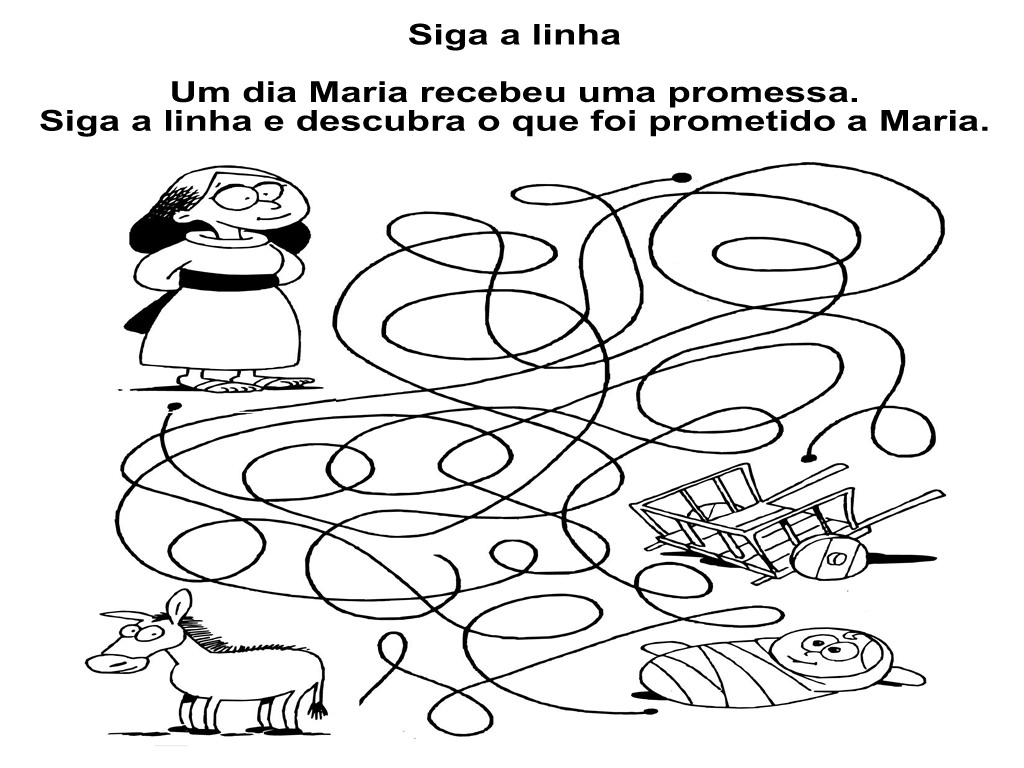 Siga a linha
Um dia Maria recebeu uma promessa.
Siga a linha e descubra o que foi prometido a Maria.